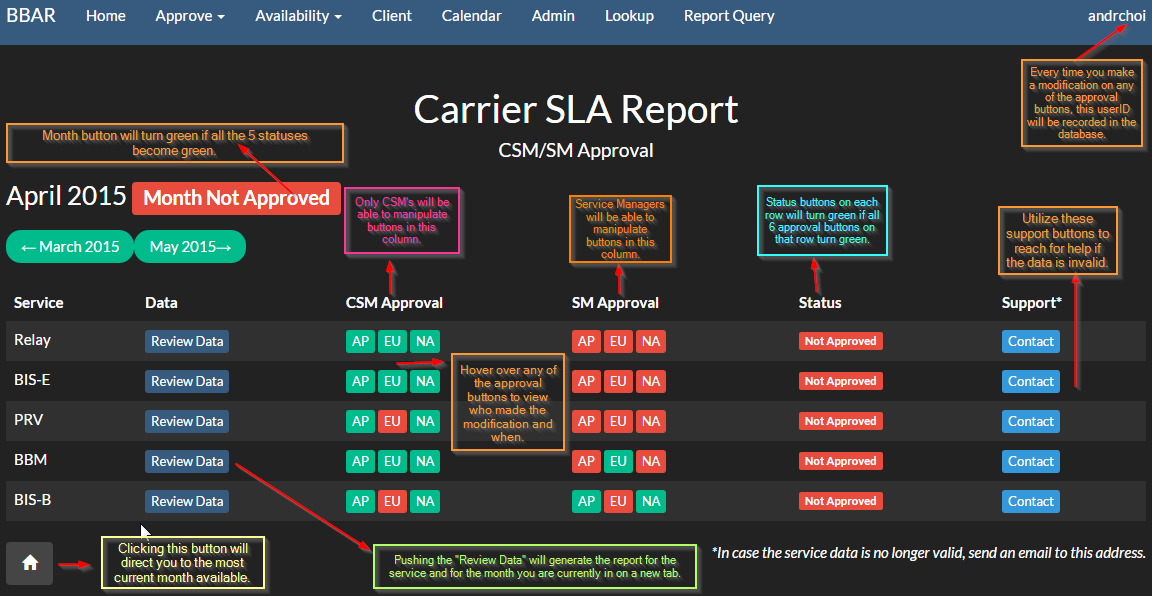 BBAR Home Approve Availability Client Calendar Admin Lookup Report Query andrchoi
Every time you make
a modification on any
of the approval
buttons, this userID
will be recorded in the
database.
Carrier SLA Report
CSM/SM Approval
Month button will turn green if all the 5 statuses
become green.
April 2015 Month Not Approved
←March 2015 May 2015→
Only CSM's will be
able to manipulate
buttons in this
column.
Service Managers
will be able to
manipulate
buttons in this
column.
Status buttons on each
row will turn green if all
6 approval buttons on
that row turn green.
Utilize these
support buttons to
reach for help if
the data is invalid.
Service Data CSM Approval SM Approval Status Support*
Relay Review Data AP EU NA AP EU NA Not Approved Contact
BIS-E Review Data AP EU NA AP EU NA Not Approved Contact
PRV Review Data AP EU NA AP EU NA Not Approved Contact
BBM Review Data AP EU NA AP EU NA Not Approved Contact
BIS-B Review Data AP EU NA AP EU NA Not Approved Contact
Hover over any of
the approval
buttons to view
who made the
modification and
when.
Clicking this button will
direct you to the most
current month available.
Pushing the "Review Data" will generate the report for the
service and for the month you are currently in on a new tab.
*In case the service data is no longer valid, send an email to this address.